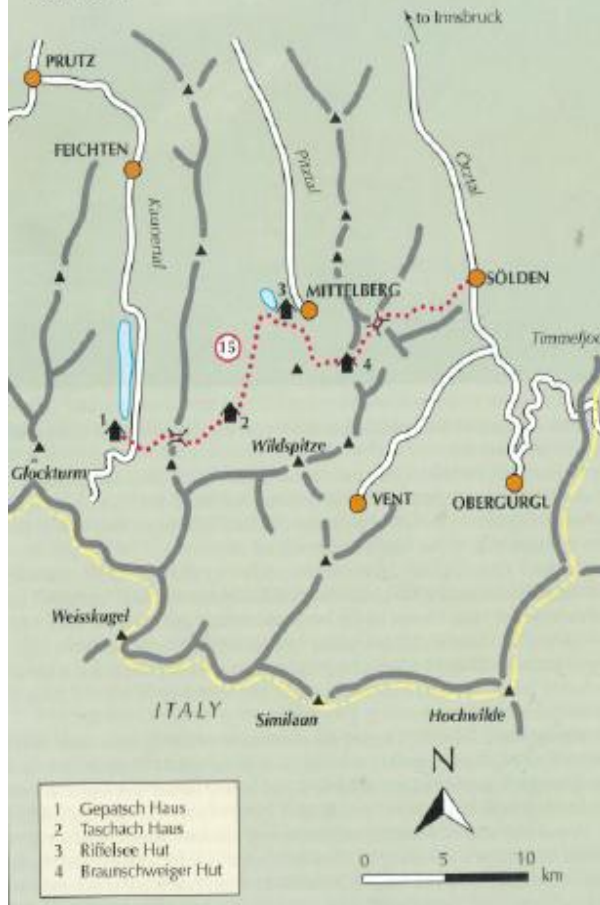 to Innsbruck
PRUTZ
FEICHTEN
Kaunertal
Pitztal
Ötztal
3
MITTELBERG
SÖLDEN
15
4
Timmeljoch
1
2
Glockturm
Wildspitze
VENT
OBERGURGL
Weisskugel
ITALY
Similaun
Hochwilde
N
1 Gepatsch Haus
2 Taschach Haus
3 Riffelsee Hut
4 Braunschweiger Hut
0 5 10
km